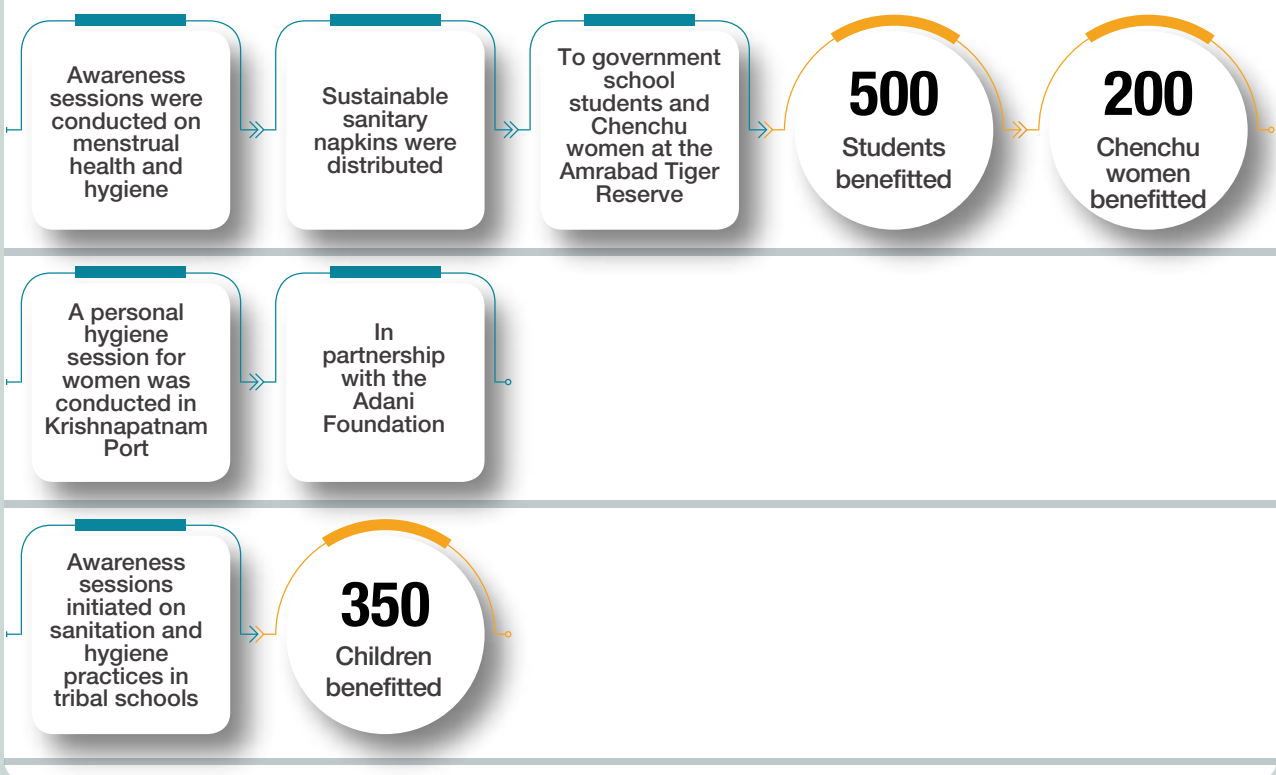 Awareness
sessions were
conducted on
menstrual
health and
hygiene
Sustainable
sanitary
napkins were
distributed
To government
school
students and
Chenchu
women at the
Amrabad Tiger
Reserve
500
Students
benefitted
200
Chenchu
women
benefitted
A personal
hygiene
session for
women was
conducted in
Krishnapatnam
Port
In
partnership
with the
Adani
Foundation
Awareness
sessions
initiated on
sanitation and
hygiene
practices in
tribal schools
350
Children
benefitted